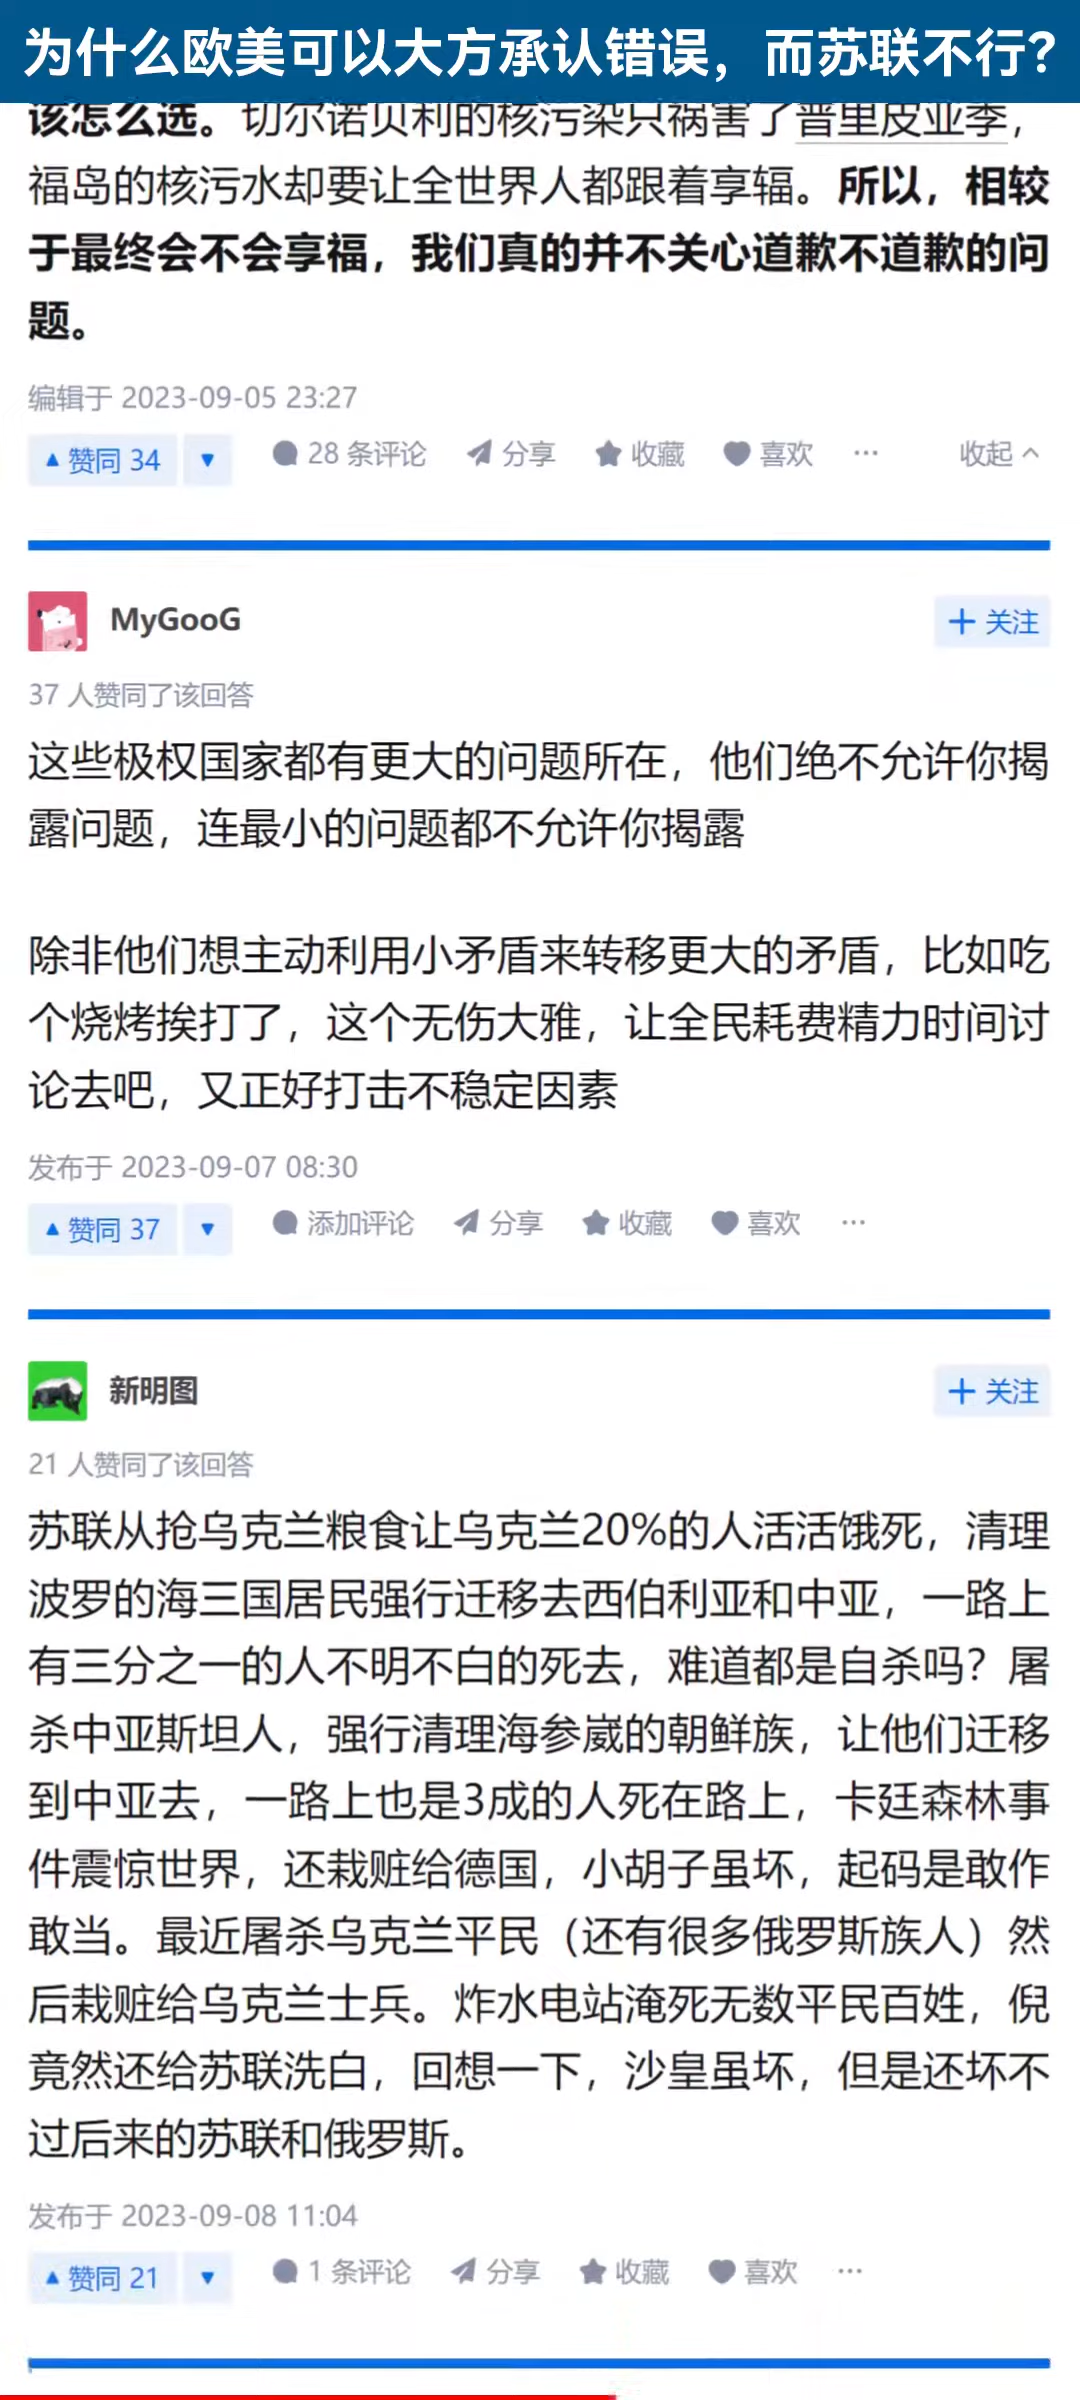 为什么欧美可以大方承认错误，而苏联不行？
该怎么选。切尔诺贝利的核污染只祸害了普里皮亚季，
福岛的核污水却要让全世界人都跟着享辐。所以，相较
于最终会不会享福，我们真的并不关心道歉不道歉的问
题。
编辑于 2023-09-05 23:27
赞同 34
28 条评论
分享
收藏
喜欢
收起
MyGooG
关注
37 人赞同了该回答
这些极权国家都有更大的问题所在，他们绝不允许你揭
露问题，连最小的问题都不允许你揭露
除非他们想主动利用小矛盾来转移更大的矛盾，比如吃
个烧烤挨打了，这个无伤大雅，让全民耗费精力时间讨
论去吧，又正好打击不稳定因素
发布于 2023-09-07 08:30
赞同 37
添加评论
分享
收藏
喜欢
新明图
关注
21 人赞同了该回答
苏联从抢乌克兰粮食让乌克兰20%的人活活饿死，清理
波罗的海三国居民强行迁移去西伯利亚和中亚，一路上
有三分之一的人不明不白的死去，难道都是自杀吗？屠
杀中亚斯坦人，强行清理海参崴的朝鲜族，让他们迁移
到中亚去，一路上也是3成的人死在路上，卡廷森林事
件震惊世界，还栽赃给德国，小胡子虽坏，起码是敢作
敢当。最近屠杀乌克兰平民（还有很多俄罗斯族人）然
后栽赃给乌克兰士兵。炸水电站淹死无数平民百姓，倪
竟然还给苏联洗白，回想一下，沙皇虽坏，但是还坏不
过后来的苏联和俄罗斯。
发布于 2023-09-08 11:04
赞同 21
1 条评论
分享
收藏
喜欢